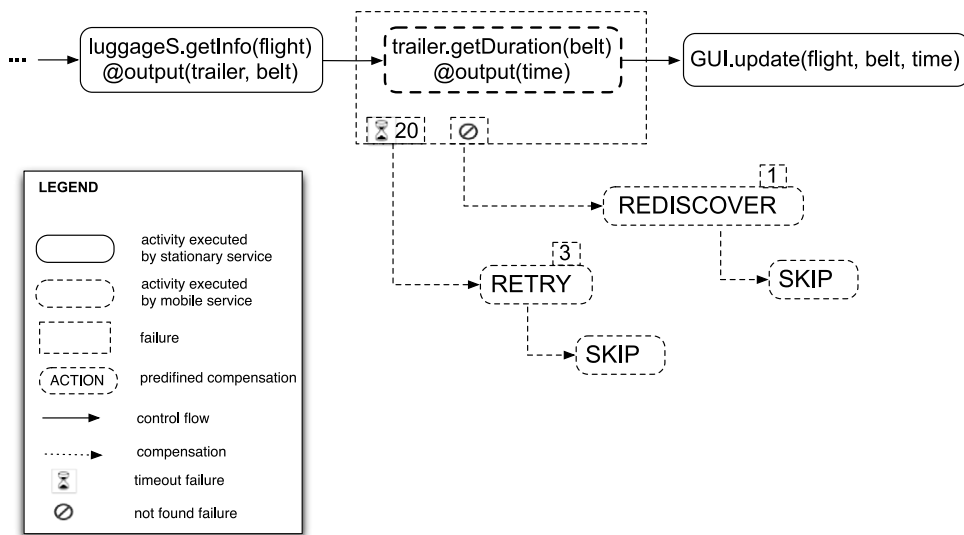 ...
luggageS.getInfo(flight)
@output(trailer, belt)
trailer.getDuration(belt)
@output(time)
GUI.update(flight, belt, time)
20
1
REDISCOVER
SKIP
3
RETRY
SKIP
LEGEND
activity executed
by stationary service
activity executed
by mobile service
failure
ACTION
predifined compensation
control flow
compensation
timeout failure
not found failure